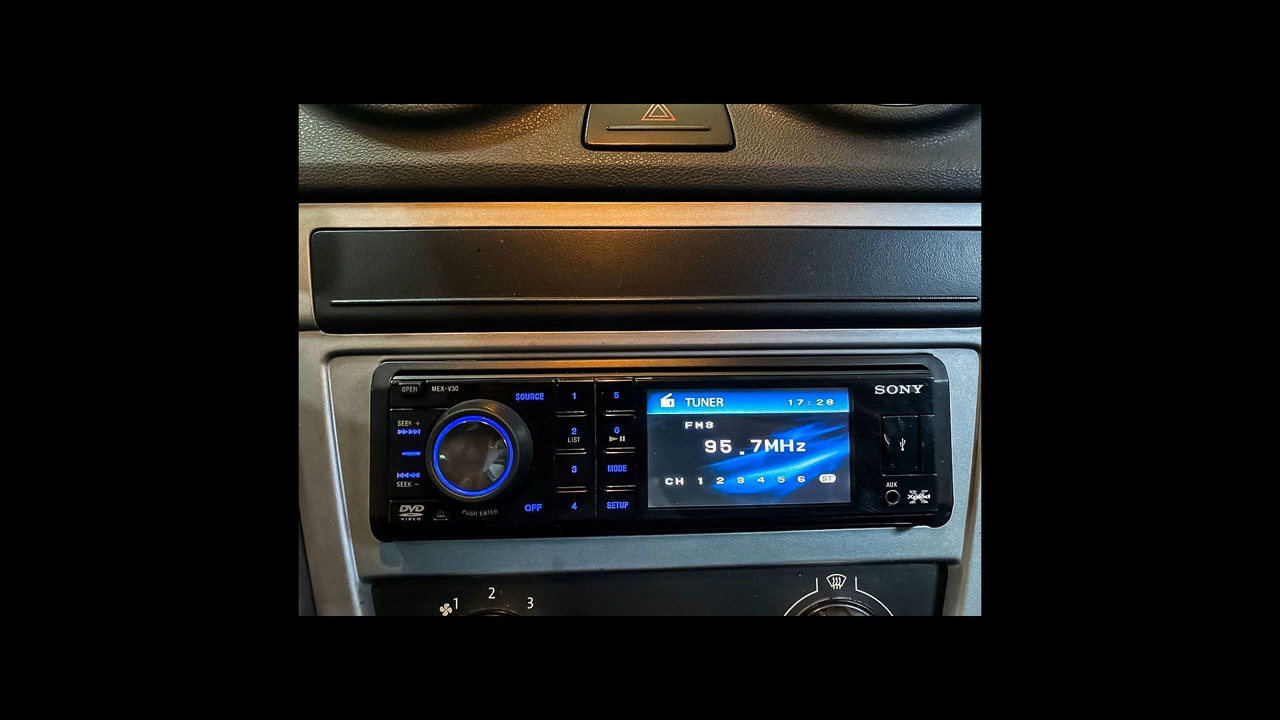 OPEN
MEX-V30
SOURCE
1
5
SEEK +
2
LIST
6
3
MODE
SEEK -
4
SETUP
OFF
PUSH ENTER
DVD
VIDEO
TUNER 17:28
95.7MHz
CH 1 2 3 4 5 6 ST
SONY
AUX
Xplod
1 2 3